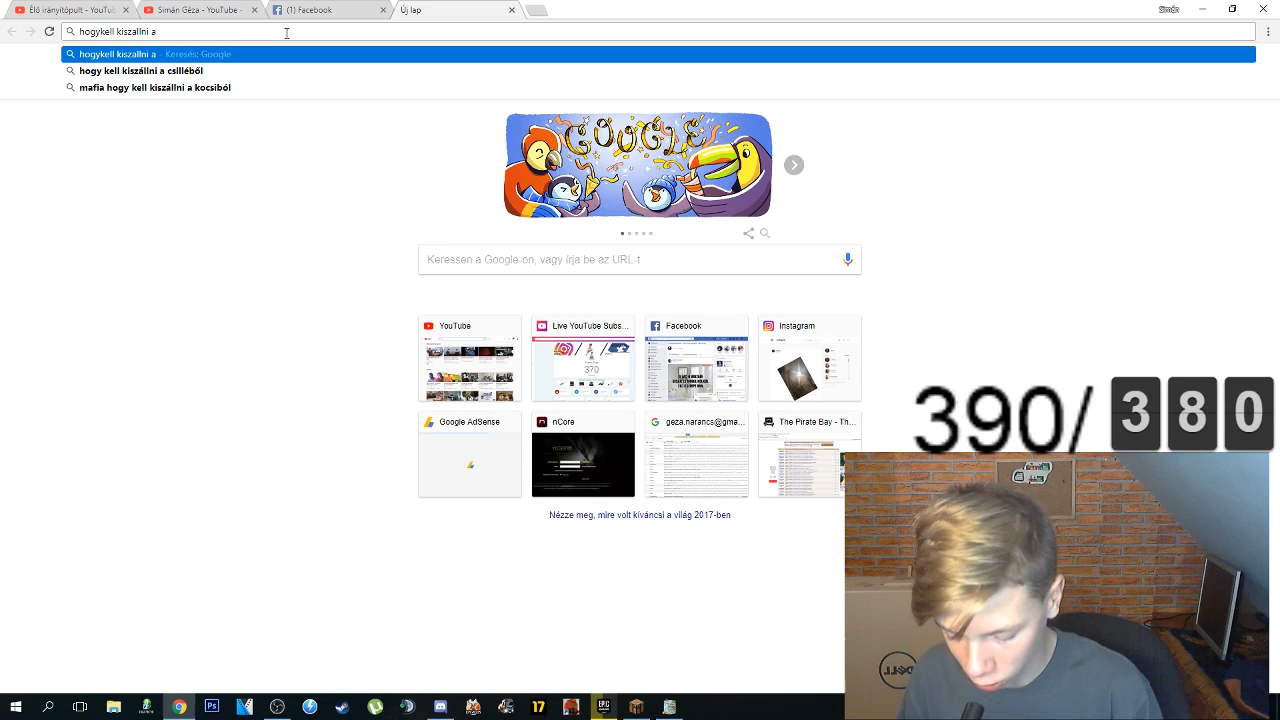 Élő irányítópult - YouTub
Simán Géza - YouTube -
(1) Facebook
Új lap
Simán
hogykell kiszallni a
hogykell kiszallni a - Keresés: Google
hogy kell kiszállni a csilléből
mafia hogy kell kiszállni a kocsiból
GOOGLE
Keressen a Google-on, vagy írja be az URL-t
YouTube
Live YouTube Subs...
Facebook
Instagram
370
Google AdSense
nCore
geza.narancs@gma...
The Pirate Bay - Th...
Nézze meg, mire volt kíváncsi a világ 2017-ben
390/ 380
DELL
17
EPIC